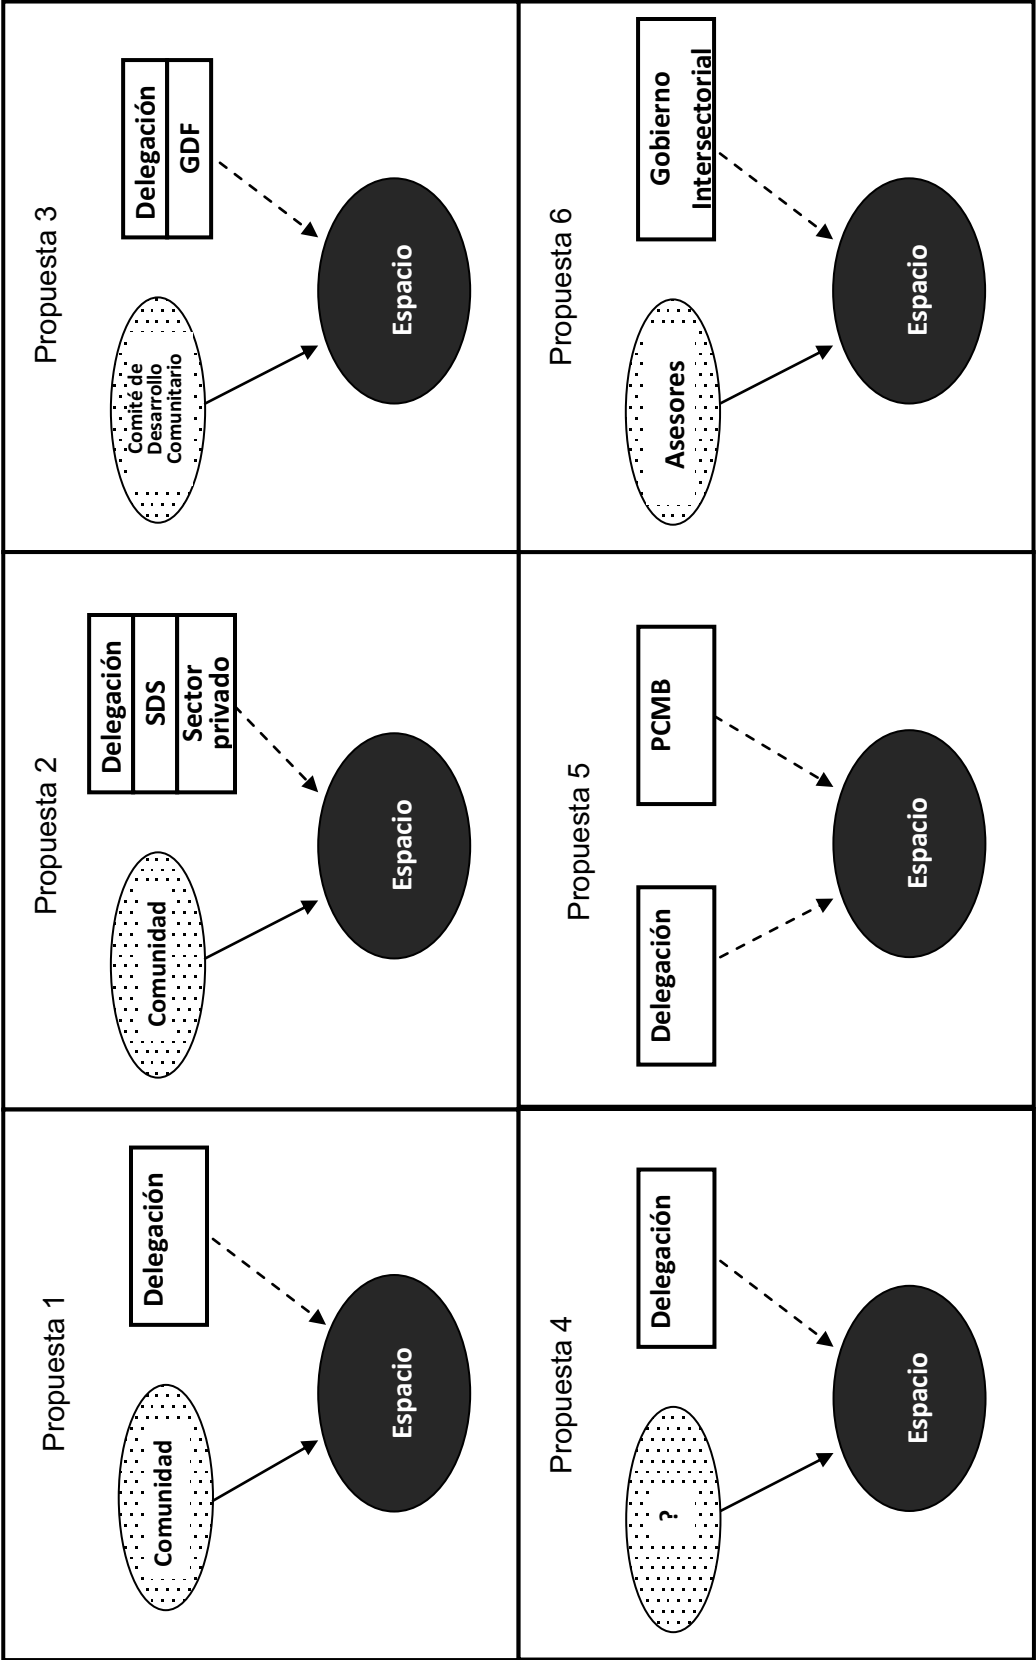 Propuesta 1
Comunidad
Delegación
Espacio
Propuesta 2
Comunidad
Delegación
SDS
Sector
privado
Espacio
Propuesta 3
Comité de
Desarrollo
Comunitario
Delegación
GDF
Espacio
Propuesta 4
?
Delegación
Espacio
Propuesta 5
Delegación
PCMB
Espacio
Propuesta 6
Asesores
Gobierno
Intersectorial
Espacio